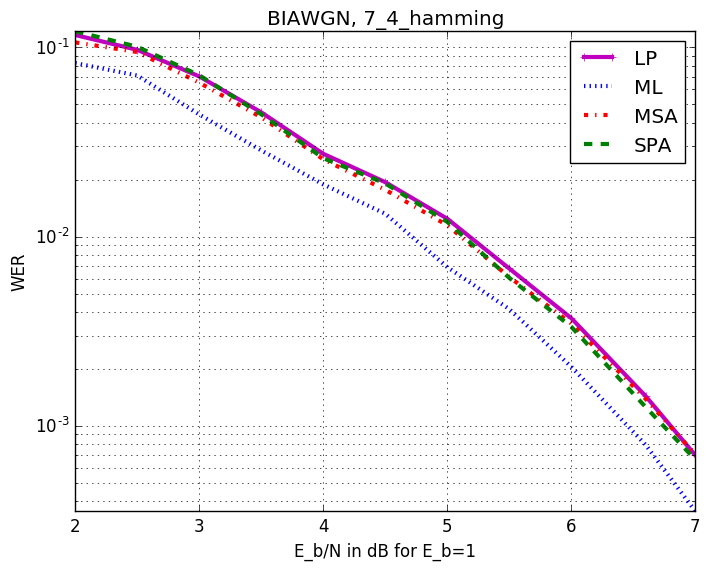 BIAWGN, 7_4_hamming
LP
ML
MSA
SPA
10^-1
10^-2
10^-3
WER
2 3 4 5 6 7
E_b/N in dB for E_b=1